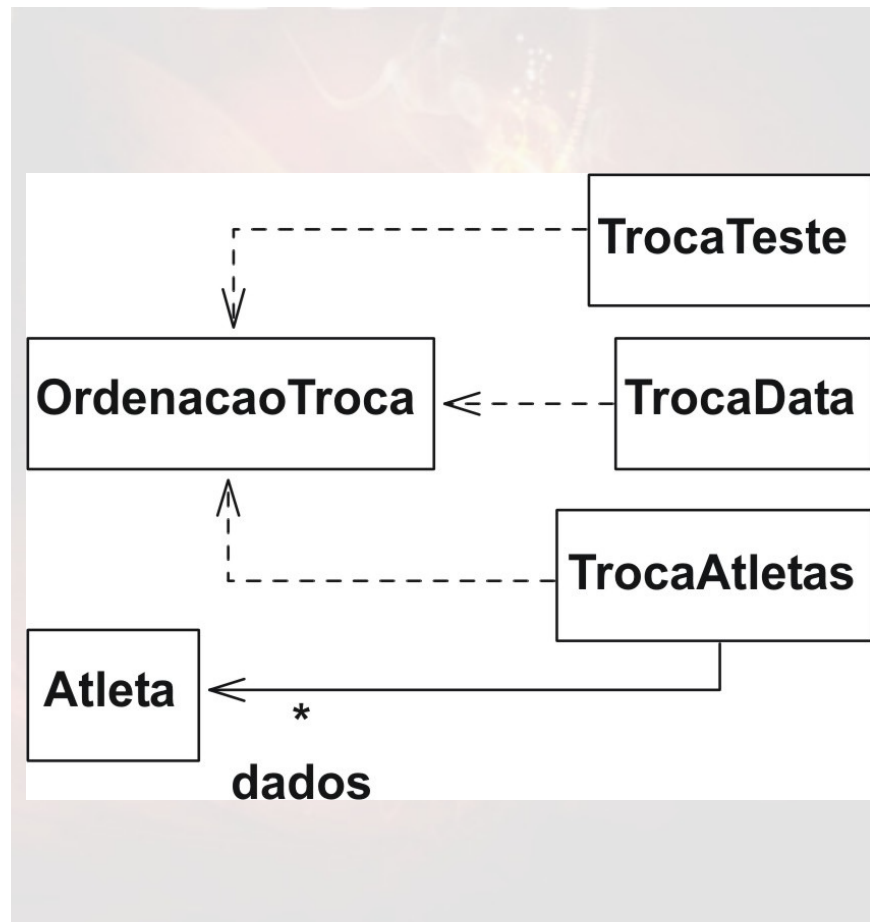 TrocaTeste
OrdenacaoTroca
TrocaData
TrocaAtletas
Atleta
*
dados